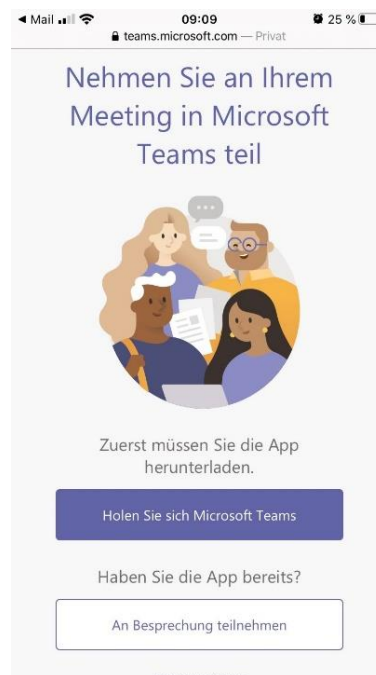 Mail 09:09 25 %
teams.microsoft.com — Privat
Nehmen Sie an Ihrem
Meeting in Microsoft
Teams teil
Zuerst müssen Sie die App
herunterladen.
Holen Sie sich Microsoft Teams
Haben Sie die App bereits?
An Besprechung teilnehmen